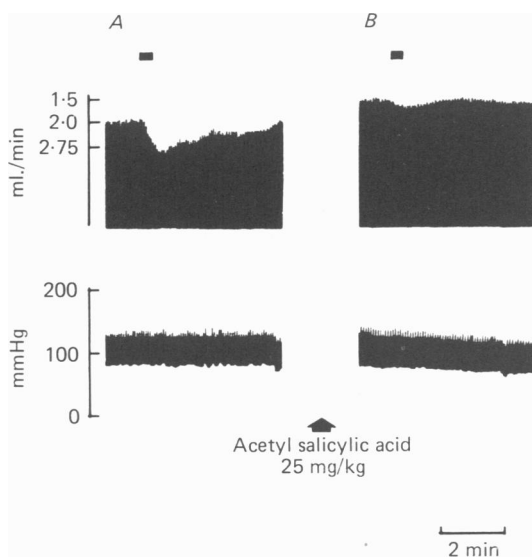 A
B
1·5
2·0
2·75
ml./min
200
100
0
mmHg
Acetyl salicylic acid
25 mg/kg
2 min